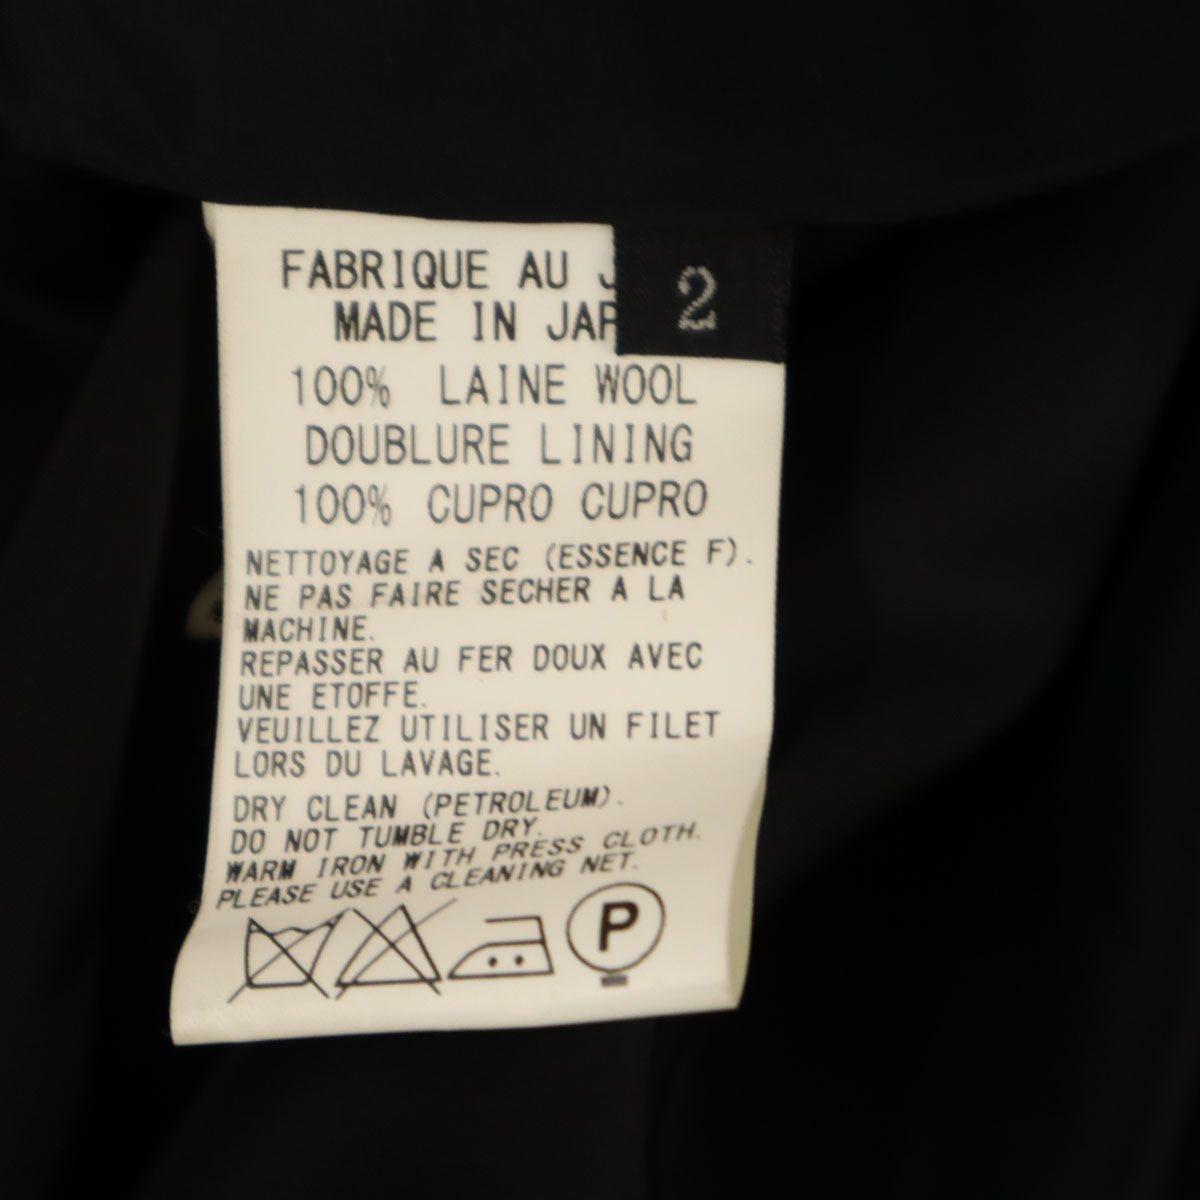 FABRIQUE AU
2
MADE IN
100% LAINE WOOL
DOUBLURE LINING
100% CUPRO CUPRO
NETTOYAGE A SEC (ESSENCE F).
NE PAS FAIRE SECHER A LA
MACHINE.
REPASSER AU FER DOUX AVEC
UNE ETOFFE.
VEUILLEZ UTILISER UN FILET
LORS DU LAVAGE.
DRY CLEAN (PETROLEUM).
DO NOT TUMBLE DRY.
WARM IRON WITH PRESS CLOTH.
PLEASE USE A CLEANING NET.
P